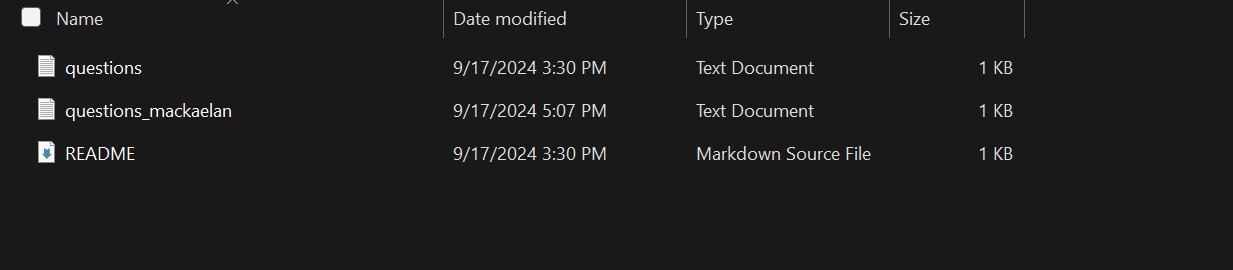 Name Date modified Type Size
questions 9/17/2024 3:30 PM Text Document 1 KB
questions_mackaelan 9/17/2024 5:07 PM Text Document 1 KB
README 9/17/2024 3:30 PM Markdown Source File 1 KB